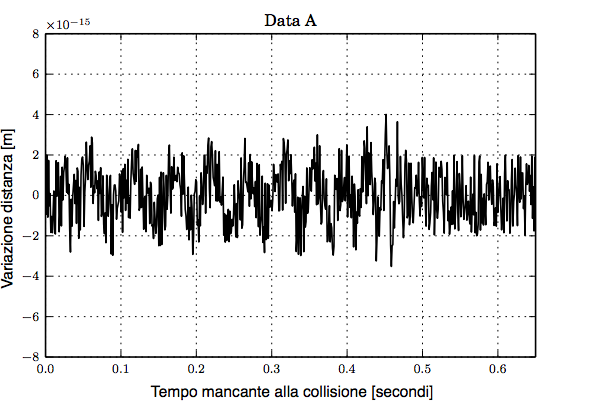 Data A
×10⁻¹⁵
8
6
4
2
0
−2
−4
−6
−8
0.0 0.1 0.2 0.3 0.4 0.5 0.6
Variazione distanza [m]
Tempo mancante alla collisione [secondi]